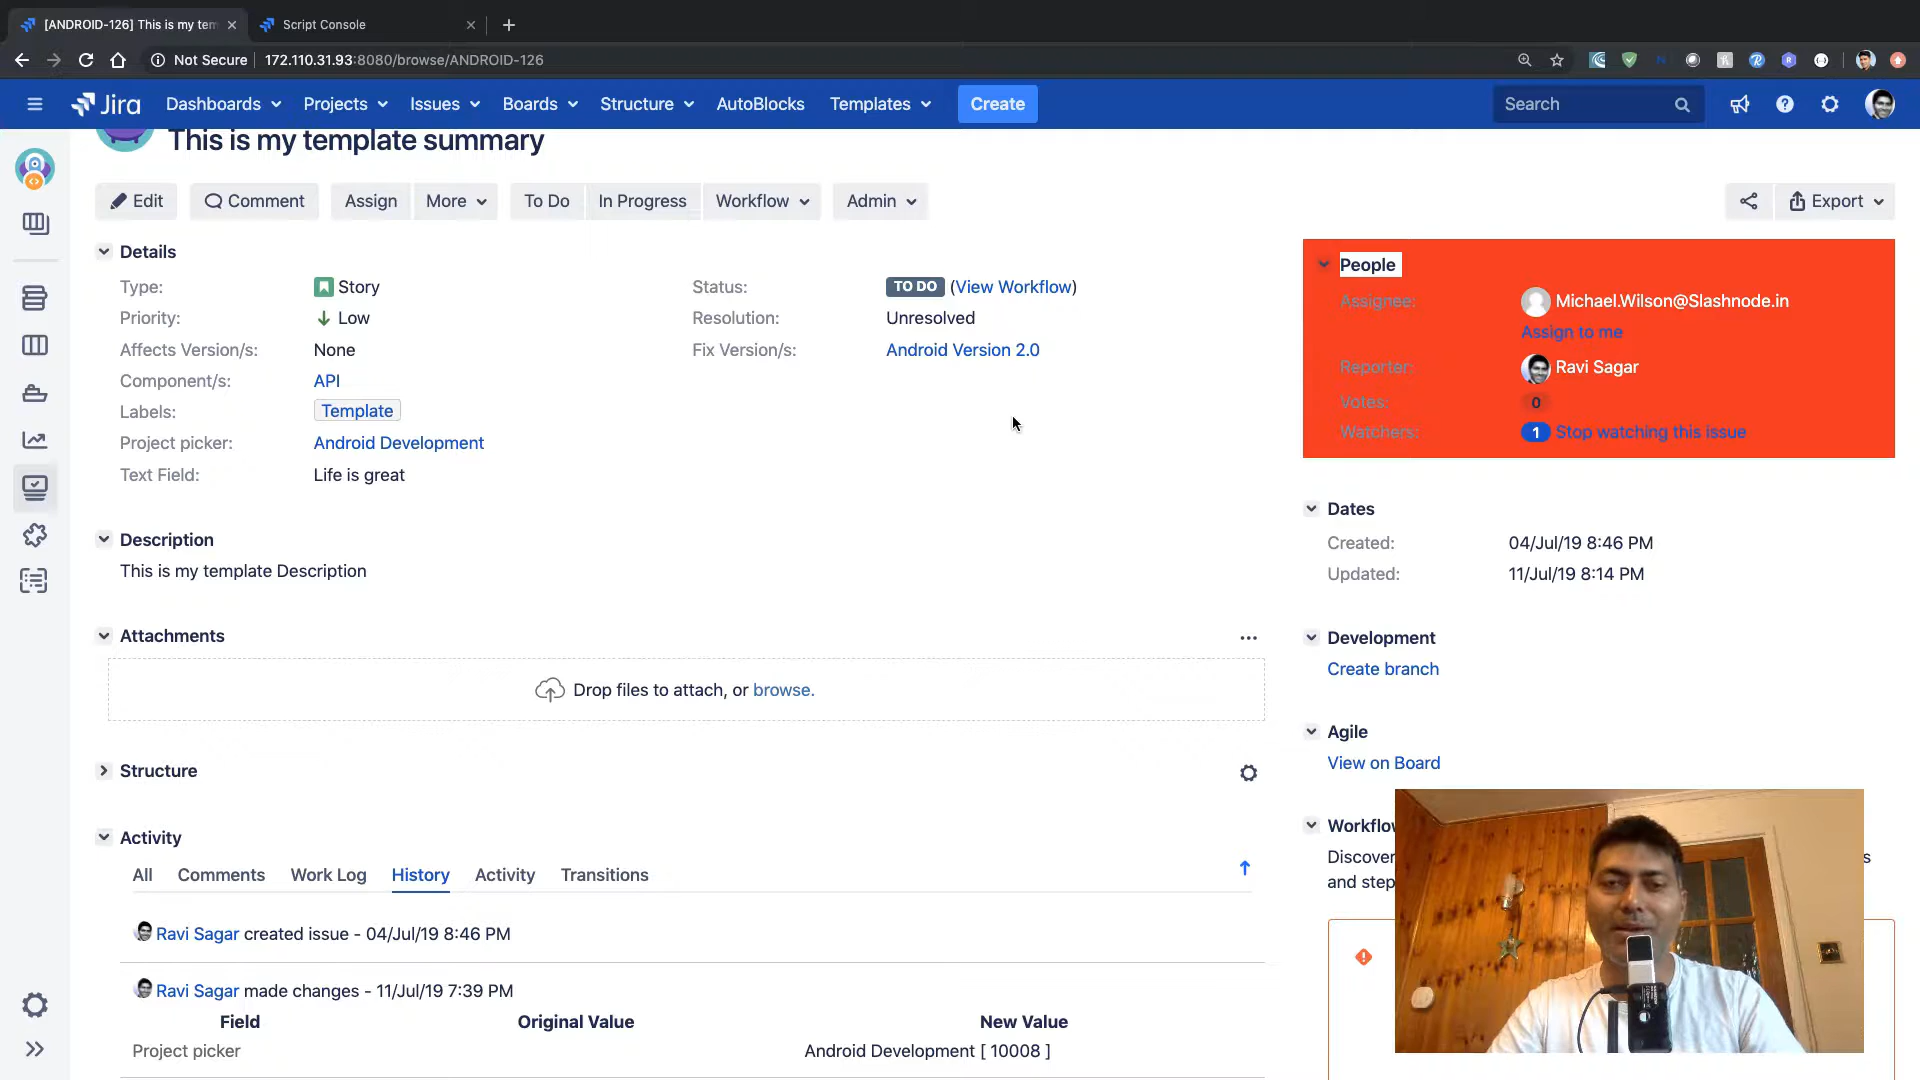 [ANDROID-126] This is my tem
Script Console
Not Secure 172.110.31.93:8080/browse/ANDROID-126
Jira Dashboards Projects Issues Boards Structure AutoBlocks Templates Create Search
This is my template summary
Edit Comment Assign More To Do In Progress Workflow Admin Export
Details
Type: Story
Priority: Low
Affects Version/s: None
Component/s: API
Labels: Template
Project picker: Android Development
Text Field: Life is great
Status: TO DO (View Workflow)
Resolution: Unresolved
Fix Version/s: Android Version 2.0
Description
This is my template Description
Attachments
Drop files to attach, or browse.
Structure
Activity
All Comments Work Log History Activity Transitions
Ravi Sagar created issue - 04/Jul/19 8:46 PM
Ravi Sagar made changes - 11/Jul/19 7:39 PM
Field Original Value New Value
Project picker Android Development [ 10008 ]
People
Assignee: Michael.Wilson@Slashnode.in
Assign to me
Reporter: Ravi Sagar
Votes: 0
Watchers: 1 Stop watching this issue
Dates
Created: 04/Jul/19 8:46 PM
Updated: 11/Jul/19 8:14 PM
Development
Create branch
Agile
View on Board
Workflow
Discover
and step